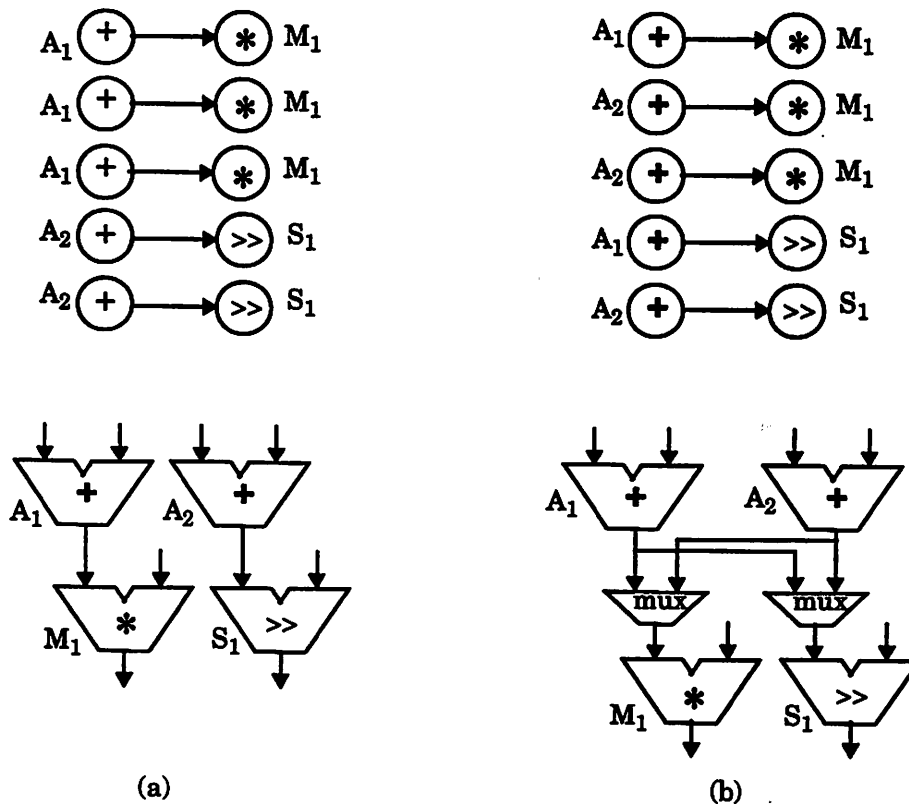 A1 + * M1
A1 + * M1
A1 + * M1
A2 + >> S1
A2 + >> S1
A1 + * M1
A2 + * M1
A2 + * M1
A1 + >> S1
A2 + >> S1
A1 + A2 +
M1 * S1 >>
(a)
A1 + A2 +
mux mux
M1 * S1 >>
(b)